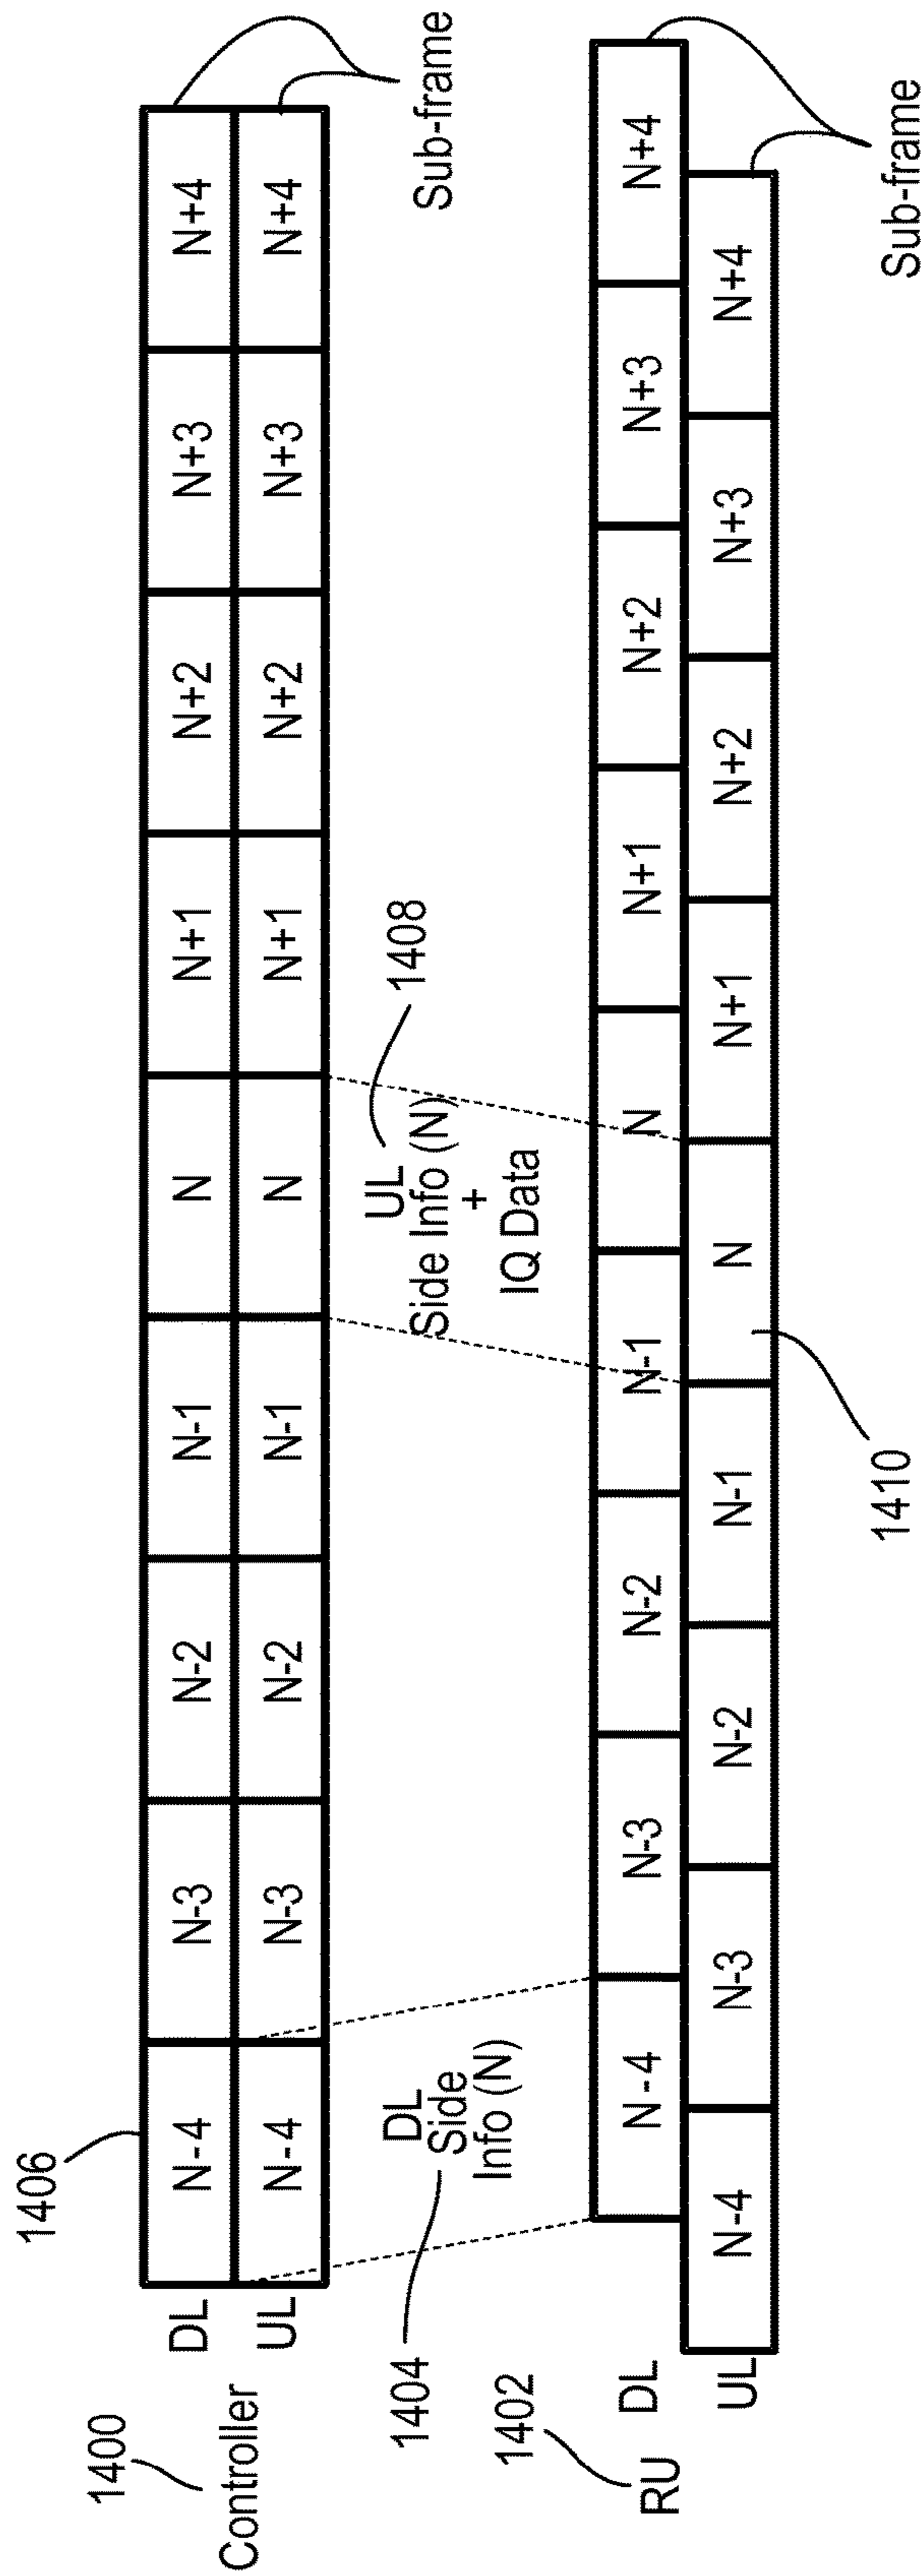 1400
Controller
1406
DL
N-4
N-3
N-2
N-1
N
N+1
N+2
N+3
N+4
UL
N-4
N-3
N-2
N-1
N
N+1
N+2
N+3
N+4
Sub-frame
1404
DL
Side
Info (N)
1408
UL
Side Info (N)
+
IQ Data
1402
RU
DL
N-4
N-3
N-2
N-1
N
N+1
N+2
N+3
N+4
UL
N-4
N-3
N-2
N-1
N
N+1
N+2
N+3
N+4
1410
Sub-frame